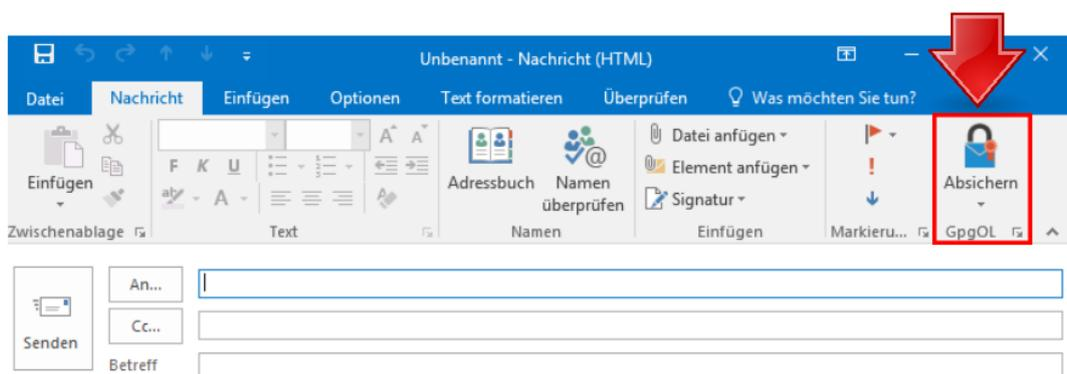 Unbenannt - Nachricht (HTML)
Datei Nachricht Einfügen Optionen Text formatieren Überprüfen Was möchten Sie tun?
Einfügen
F K U
ab A
A A
Adressbuch
Namen überprüfen
Datei anfügen
Element anfügen
Signatur
Absichern
Zwischenablage Text Namen Einfügen Markieru... GpgOL
Senden
An...
Cc...
Betreff